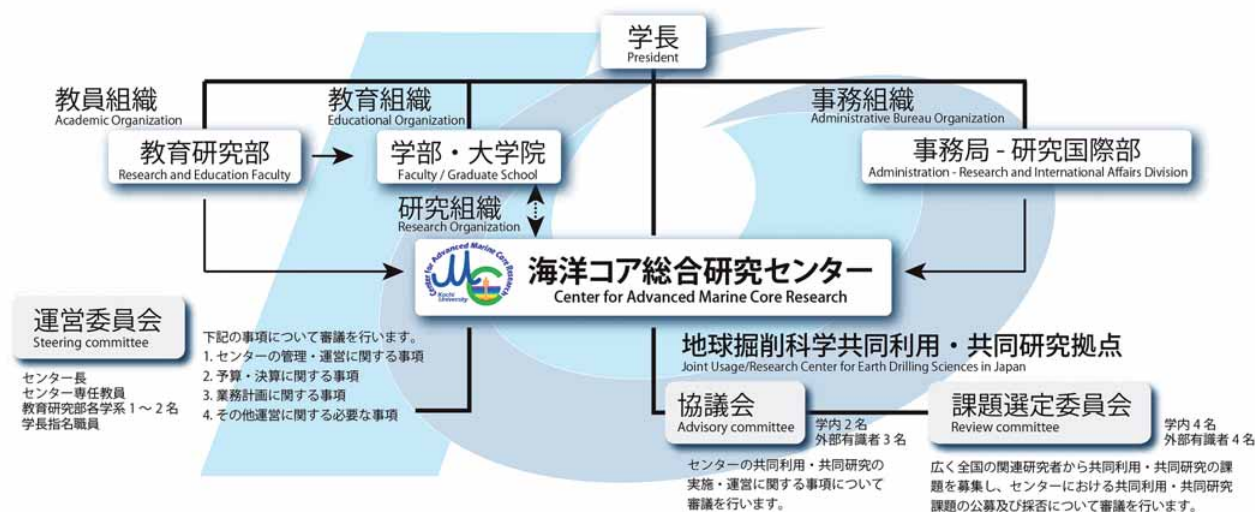 学長
President
教員組織
Academic Organization
教育組織
Educational Organization
事務組織
Administrative Bureau Organization
教育研究部
Research and Education Faculty
学部・大学院
Faculty / Graduate School
事務局 - 研究国際部
Administration - Research and International Affairs Division
研究組織
Research Organization
Center for Advanced Marine Core Research
Kochi
University
海洋コア総合研究センター
Center for Advanced Marine Core Research
運営委員会
Steering committee
センター長
センター専任教員
教育研究部各学系 1 〜 2 名
学長指名職員
下記の事項について審議を行います。
1. センターの管理・運営に関する事項
2. 予算・決算に関する事項
3. 業務計画に関する事項
4. その他運営に関する必要な事項
地球掘削科学共同利用・共同研究拠点
Joint Usage/Research Center for Earth Drilling Sciences in Japan
協議会
Advisory committee
学内 2 名
外部有識者 3 名
センターの共同利用・共同研究の
実施・運営に関する事項について
審議を行います。
課題選定委員会
Review committee
学内 4 名
外部有識者 4 名
広く全国の関連研究者から共同利用・共同研究の課
題を募集し、センターにおける共同利用・共同研究
課題の公募及び採否について審議を行います。